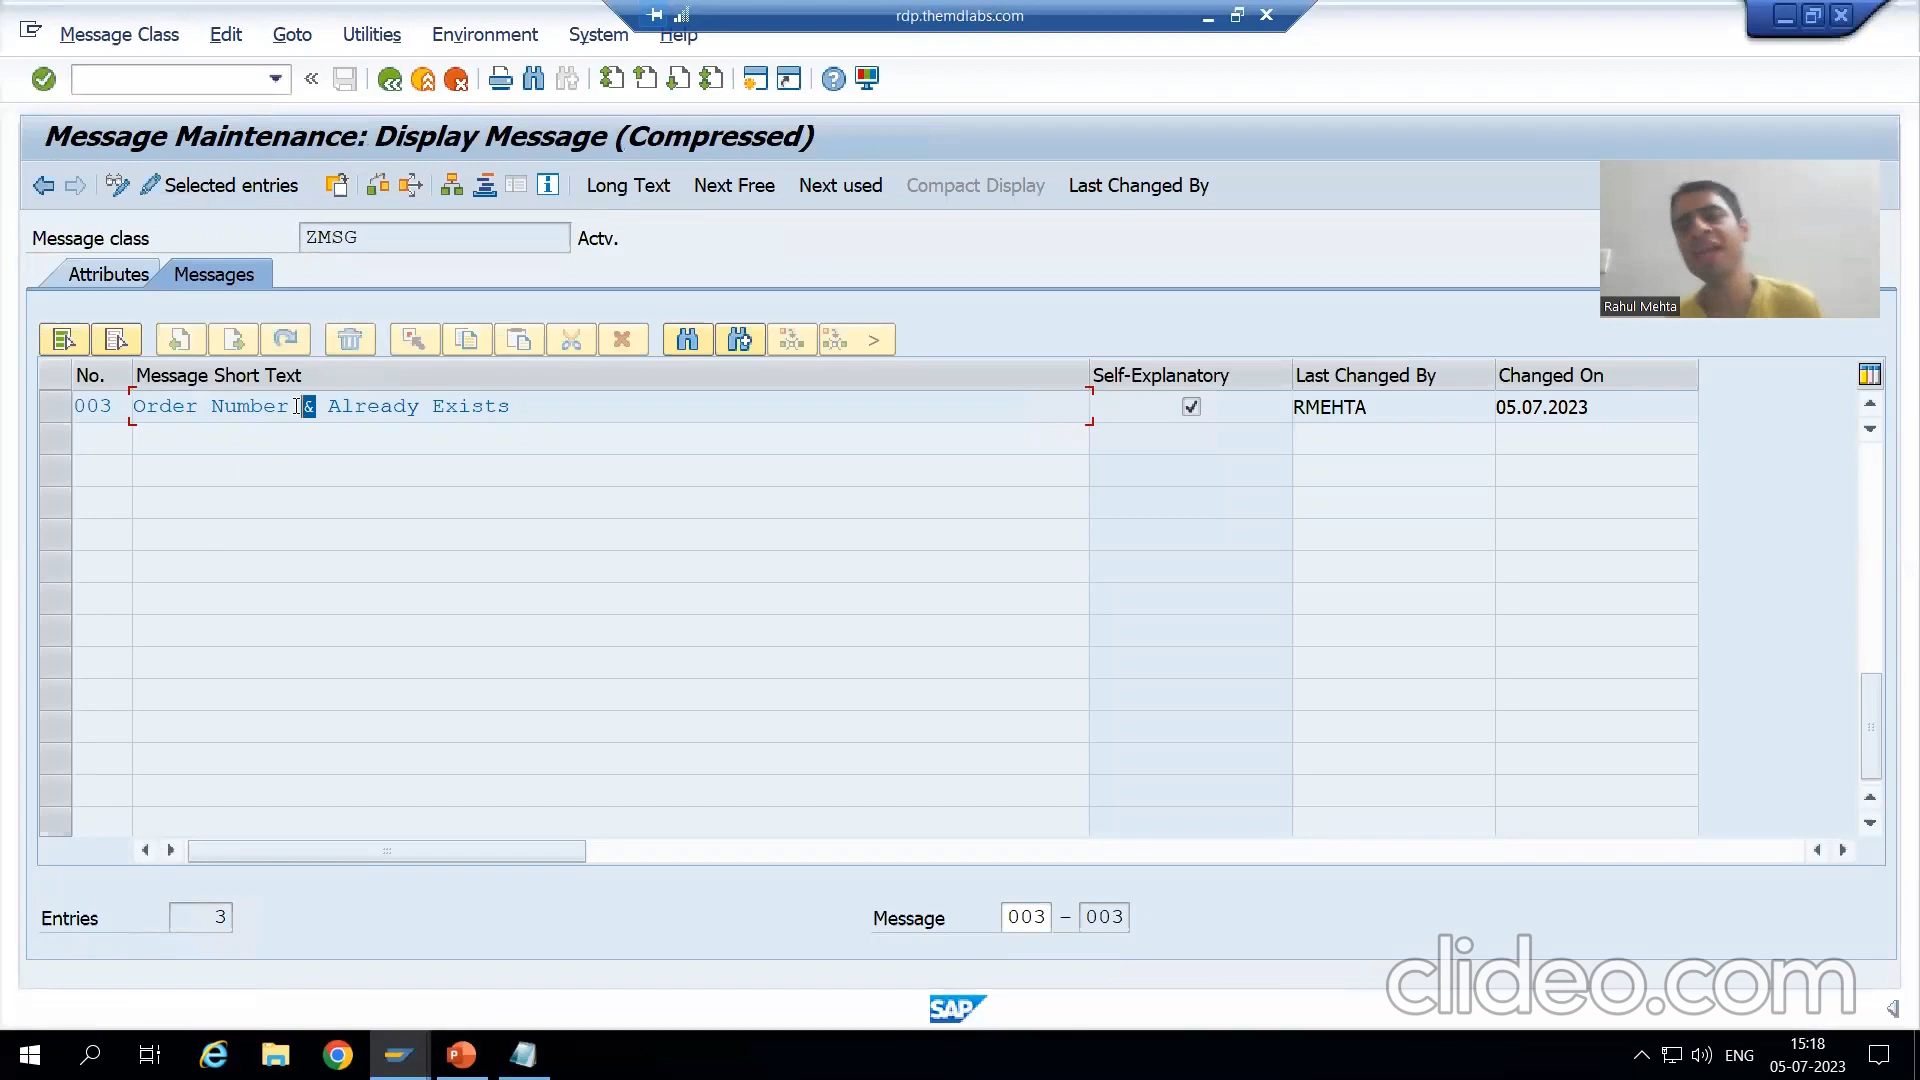 rdp.themdlabs.com
Message Class Edit Goto Utilities Environment System Help
Message Maintenance: Display Message (Compressed)
Selected entries Long Text Next Free Next used Compact Display Last Changed By
Message class ZMSG Actv.
Attributes Messages
Rahul Mehta
No. Message Short Text Self-Explanatory Last Changed By Changed On
003 Order Number & Already Exists RMEHTA 05.07.2023
Entries 3 Message 003 - 003
clideo.com
SAP
ENG
15:18
05-07-2023